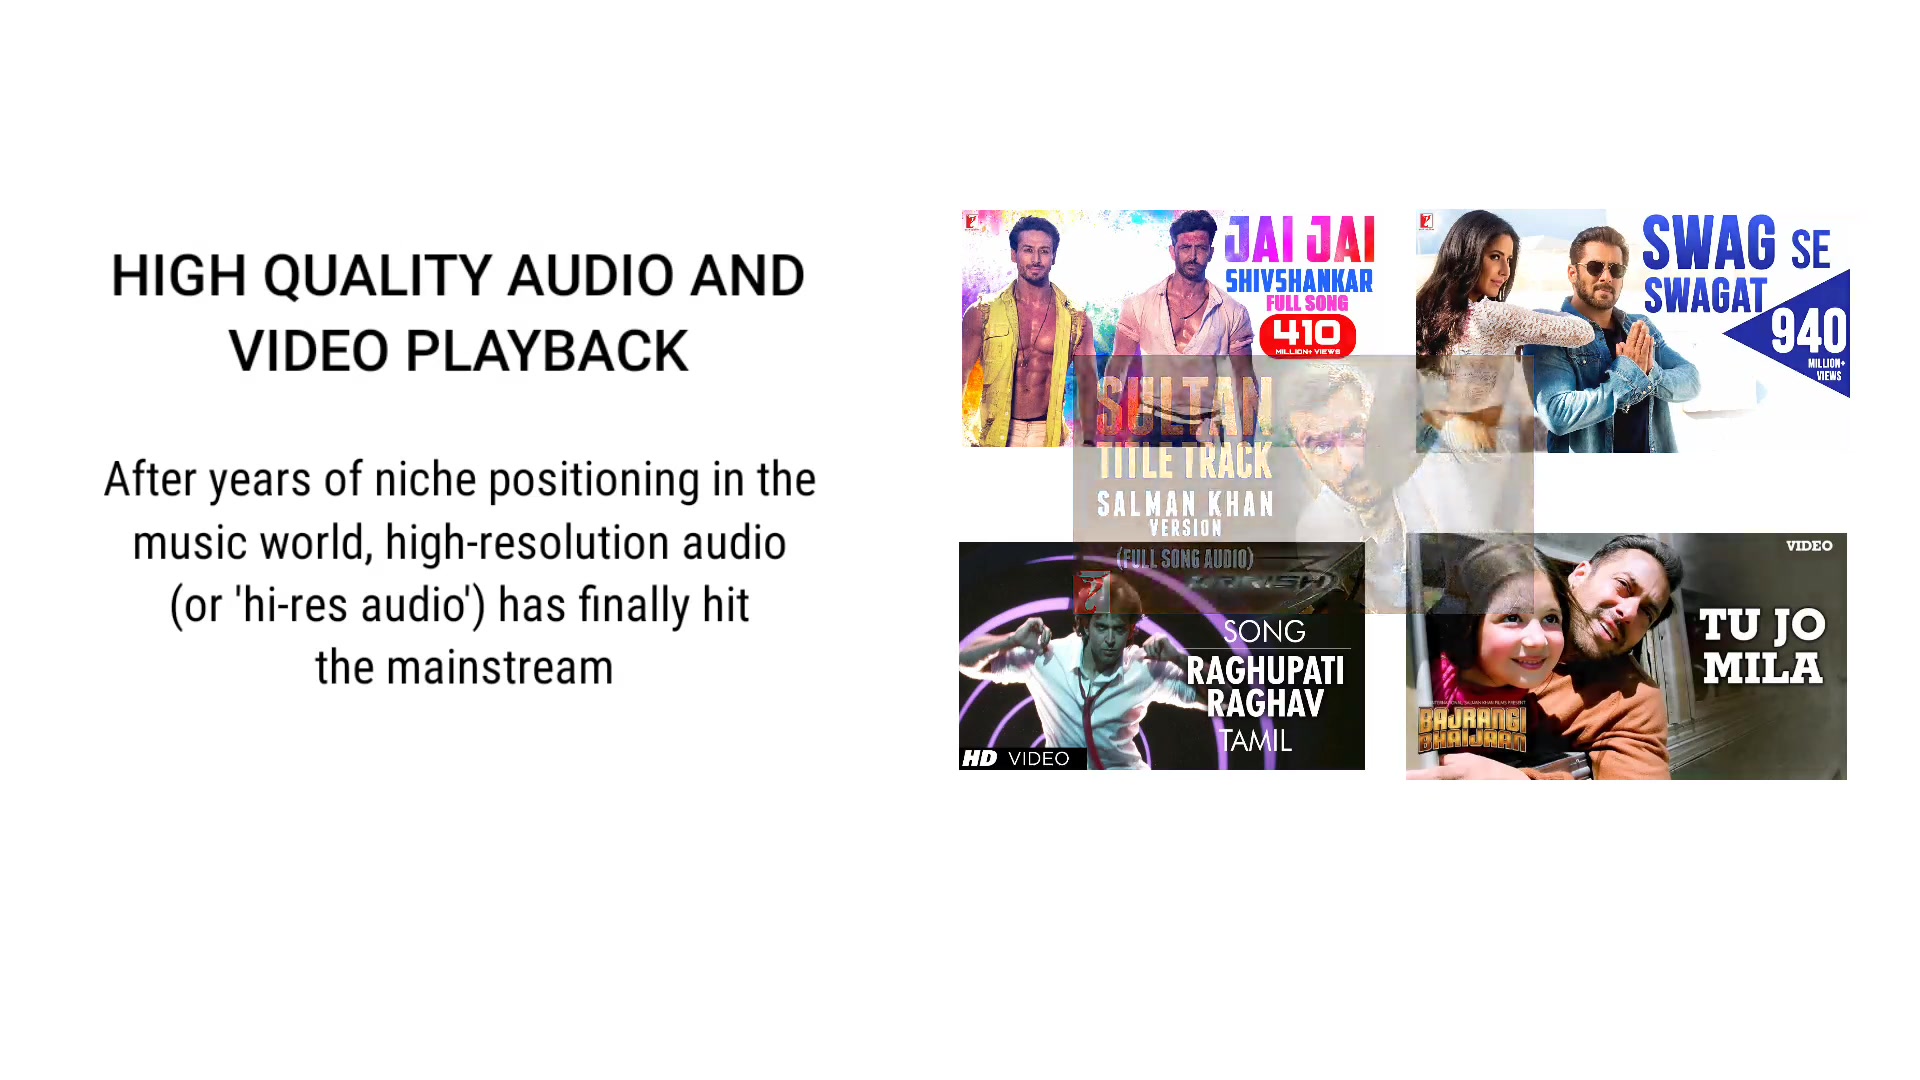 HIGH QUALITY AUDIO AND
VIDEO PLAYBACK
After years of niche positioning in the
music world, high-resolution audio
(or 'hi-res audio') has finally hit
the mainstream
JAI JAI
SHIVSHANKAR
FULL SONG
410
MILLION+ VIEWS
SWAG SE
SWAGAT
940
MILLION+
VIEWS
SULTAN
TITLE TRACK
SALMAN KHAN
VERSION
(FULL SONG AUDIO)
SONG
RAGHUPATI
RAGHAV
TAMIL
HD VIDEO
VIDEO
TU JO
MILA
BAJRANGI
BHAIJAAN